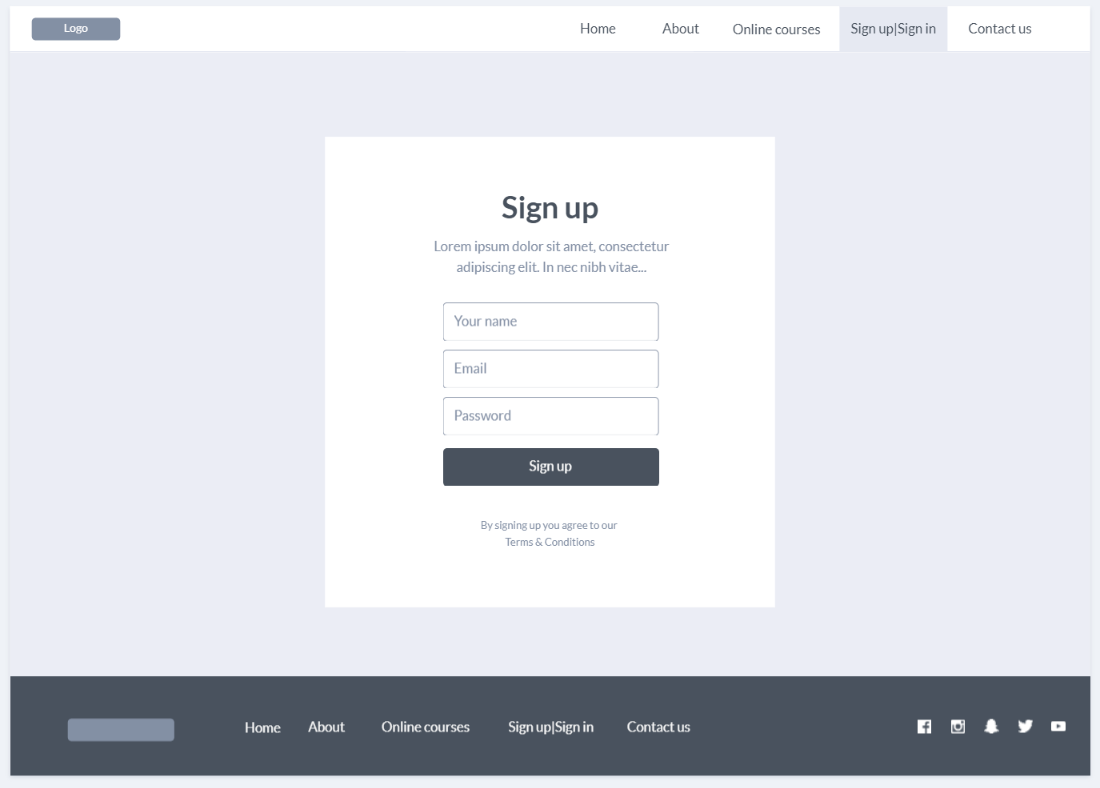 Logo
Home About Online courses Sign up|Sign in Contact us
Sign up
Lorem ipsum dolor sit amet, consectetur
adipiscing elit. In nec nibh vitae...
Your name
Email
Password
Sign up
By signing up you agree to our
Terms & Conditions
Home About Online courses Sign up|Sign in Contact us